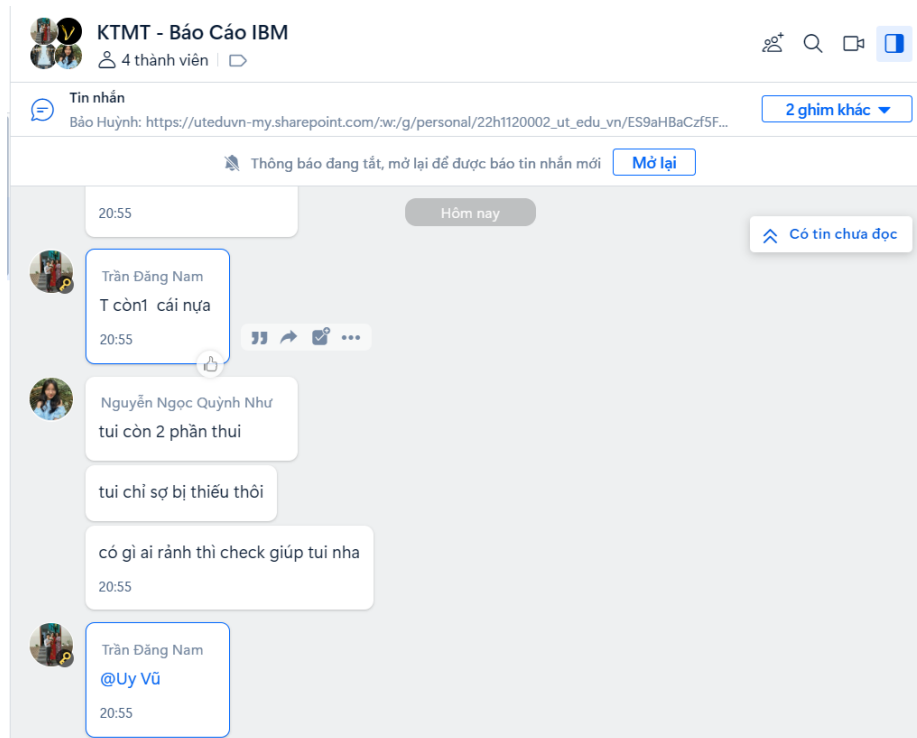 KTMT - Báo Cáo IBM
4 thành viên
Tin nhắn
Bảo Huỳnh: https://uteduvn-my.sharepoint.com/:w:/g/personal/22h1120002_ut_edu_vn/ES9aHBaCzf5F...
2 ghim khác
Thông báo đang tắt, mở lại để được báo tin nhắn mới
Mở lại
20:55
Hôm nay
Có tin chưa đọc
Trần Đăng Nam
T còn1 cái nựa
20:55
Nguyễn Ngọc Quỳnh Như
tui còn 2 phần thui
tui chỉ sợ bị thiếu thôi
có gì ai rảnh thì check giúp tui nha
20:55
Trần Đăng Nam
@Uy Vũ
20:55